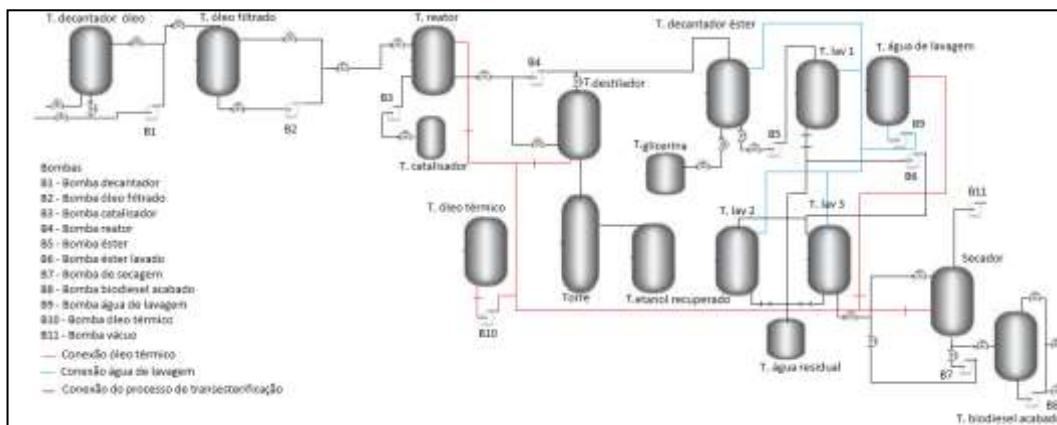 T. decantador óleo
T. óleo filtrado
T. reator
T. decantador éster
T. lav 1
T. água de lavagem
B4
T.destilador
B3
B9
B5
B1
B2
T. catalisador
T.glicerina
B6
Bombas
B1 - Bomba decantador
B2 - Bomba óleo filtrado
B3 - Bomba catalisador
B4 - Bomba reator
B5 - Bomba éster
B6 - Bomba éster lavado
B7 - Bomba de secagem
B8 - Bomba biodiesel acabado
B9 - Bomba água de lavagem
B10 - Bomba óleo térmico
B11 - Bomba vácuo
Conexão óleo térmico
Conexão água de lavagem
Conexão do processo de transesterificação
T. óleo térmico
T. lav 2
T. lav 3
B11
Secador
Torre
T.etanol recuperado
B10
T. água residual
B7
B8
T. biodiesel acabado